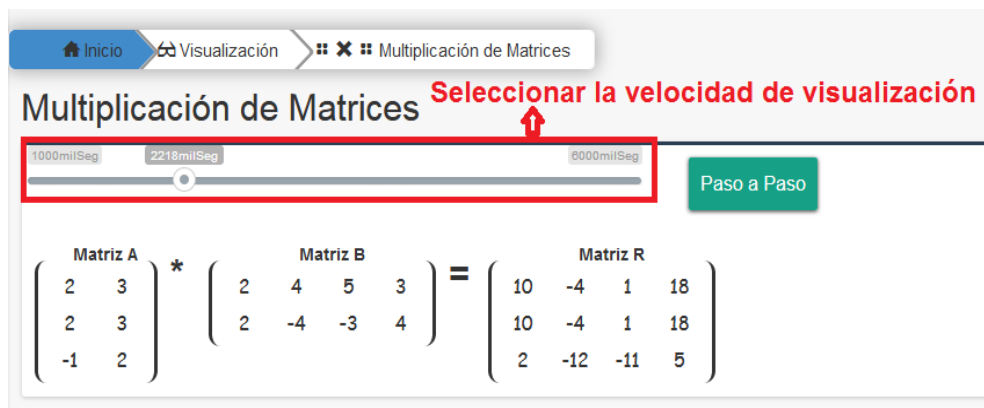 Inicio Visualización Multiplicación de Matrices
Seleccionar la velocidad de visualización
Multiplicación de Matrices
1000milSeg 2218milSeg 6000milSeg
Paso a Paso
Matriz A * Matriz B = Matriz R
2 3 2 4 5 3 10 -4 1 18
2 3 2 -4 -3 4 10 -4 1 18
-1 2 2 -12 -11 5